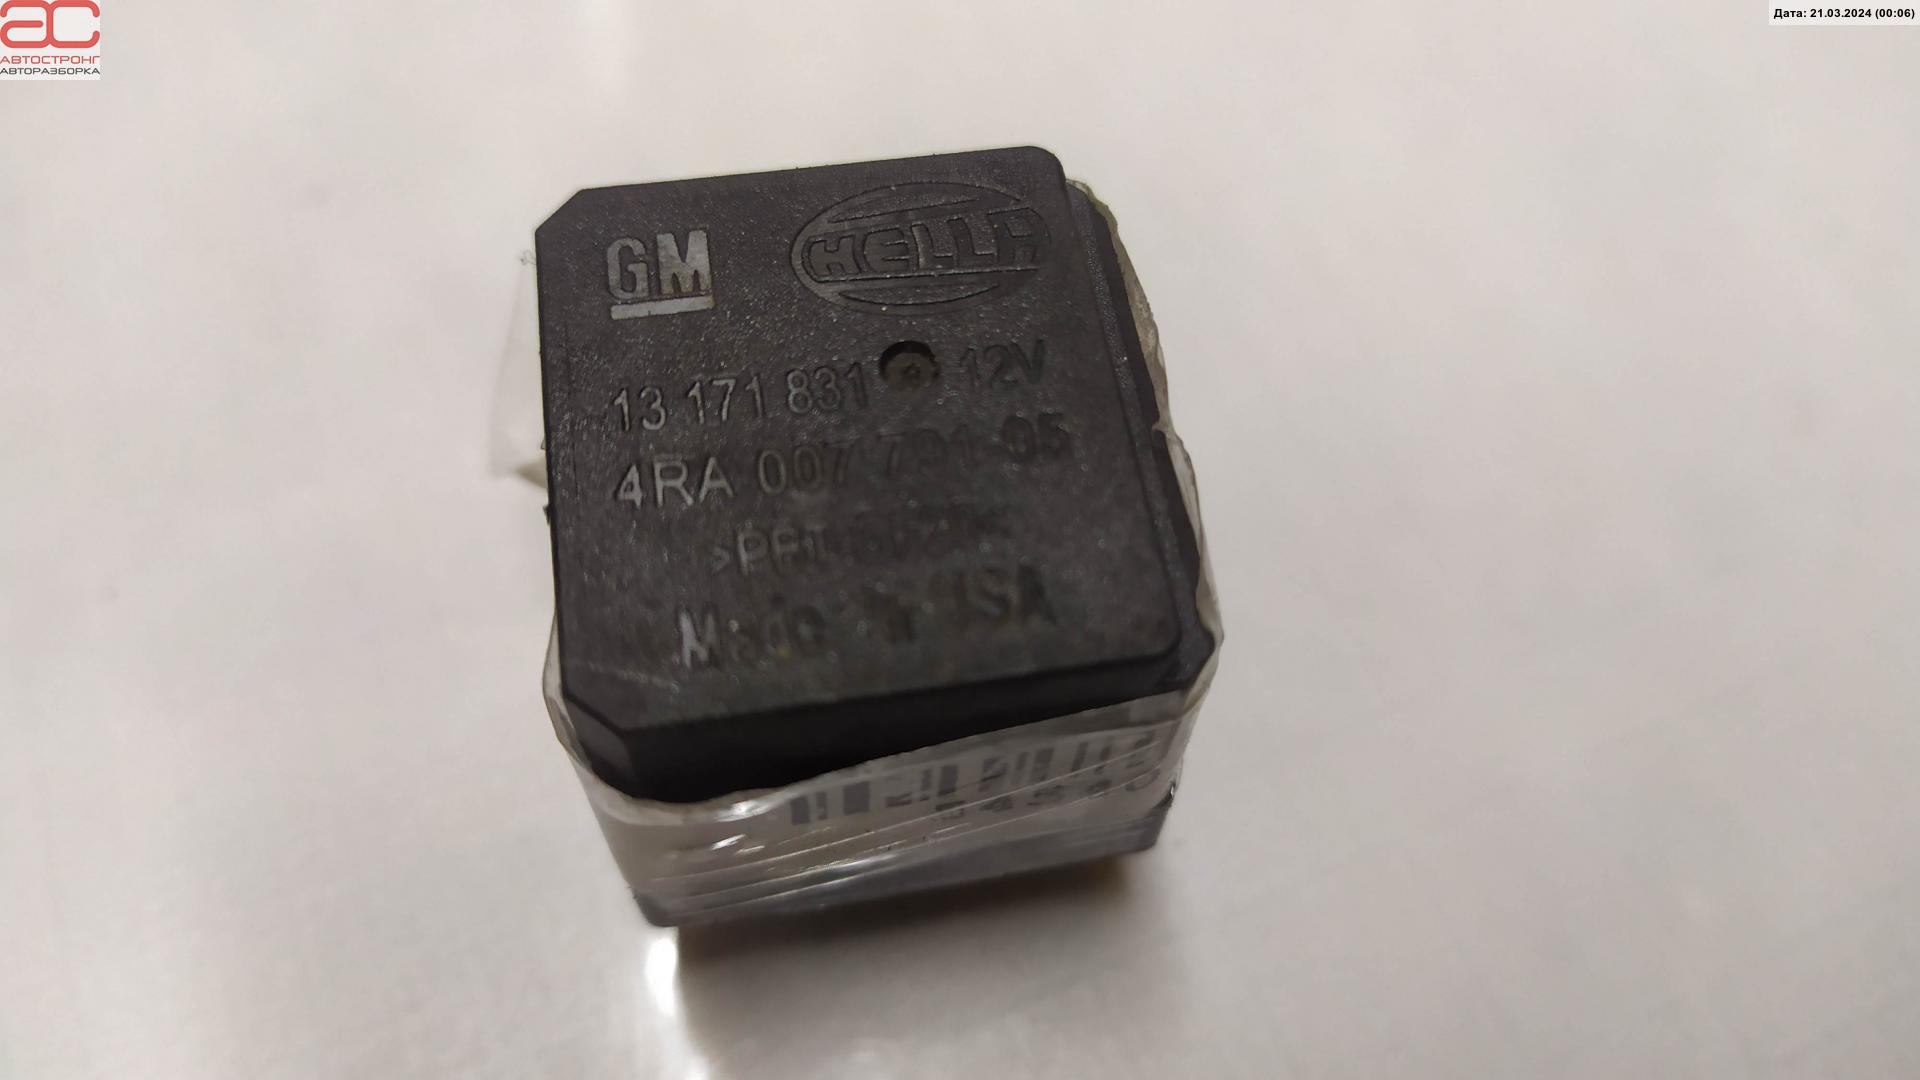 АВТОСТРОНГ
АВТОРАЗБОРКА
Дата: 21.03.2024 (00:06)
GM HELLA
13 171 831 12V
4RA 007 791-05
Made in USA